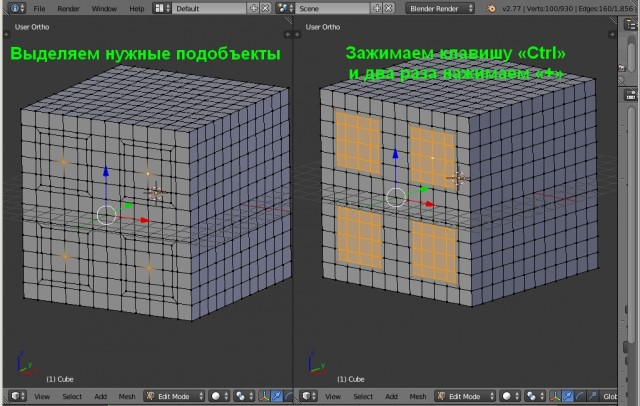 File Render Window Help Default Scene Blender Render v2.77 | Verts:100/930 | Edges:160/1,856
User Ortho
User Ortho
Выделяем нужные подобъекты
Зажимаем клавишу «Ctrl»
и два раза нажимаем «+»
(1) Cube
(1) Cube
View Select Add Mesh Edit Mode
View Select Add Mesh Edit Mode